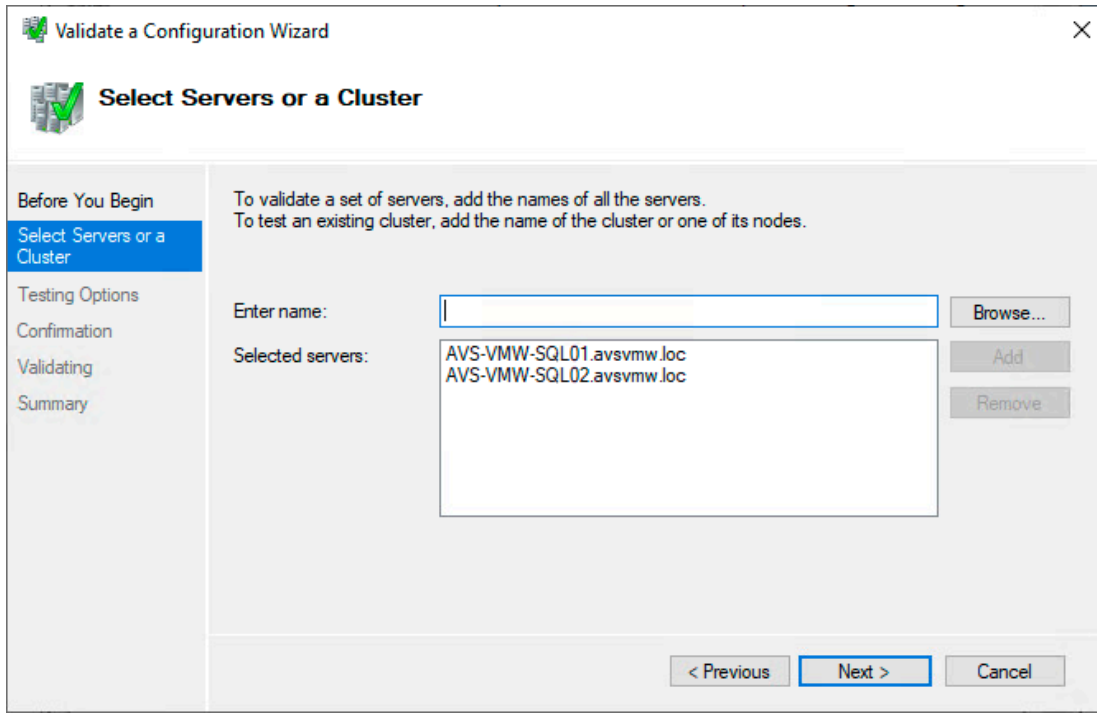 Validate a Configuration Wizard
Select Servers or a Cluster
Before You Begin
Select Servers or a
Cluster
Testing Options
Confirmation
Validating
Summary
To validate a set of servers, add the names of all the servers.
To test an existing cluster, add the name of the cluster or one of its nodes.
Enter name:
Browse...
Selected servers:
AVS-VMW-SQL01.avsvmw.loc
AVS-VMW-SQL02.avsvmw.loc
Add
Remove
< Previous
Next >
Cancel